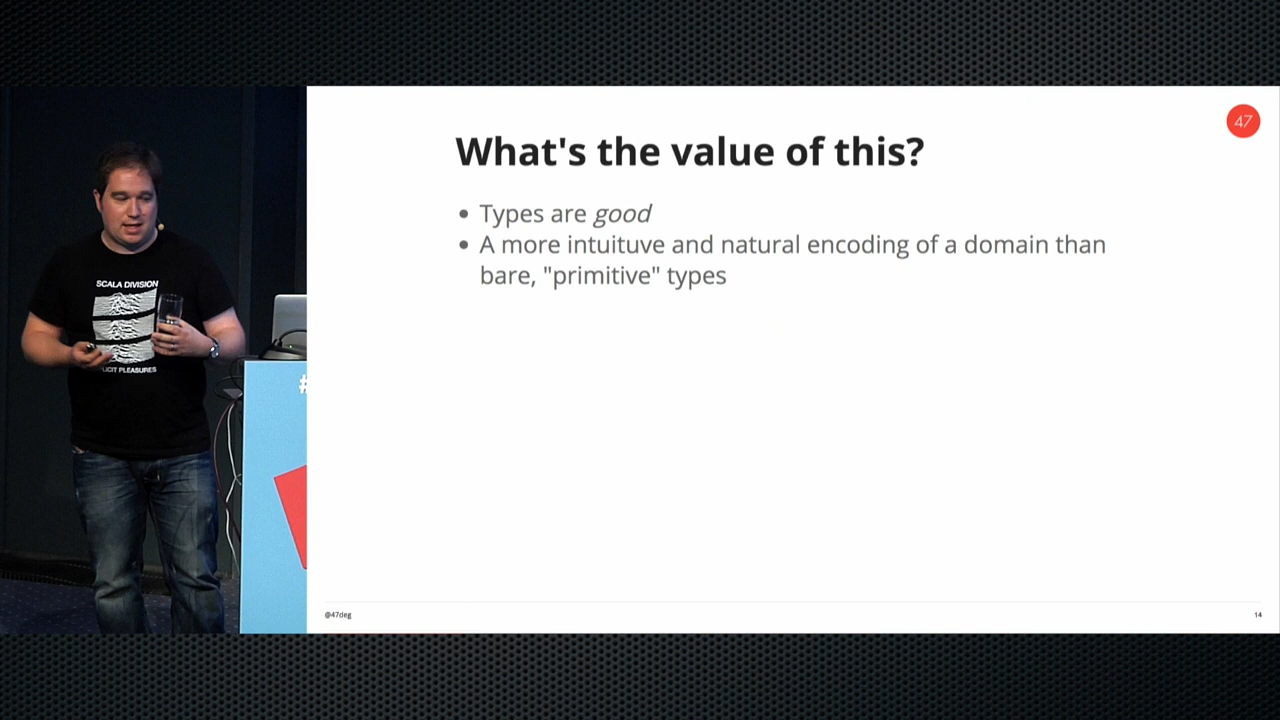 SCALA DIVISION
PLICIT PLEASURES
#
47
What's the value of this?
• Types are good
• A more intuituve and natural encoding of a domain than
bare, "primitive" types
@47deg
14